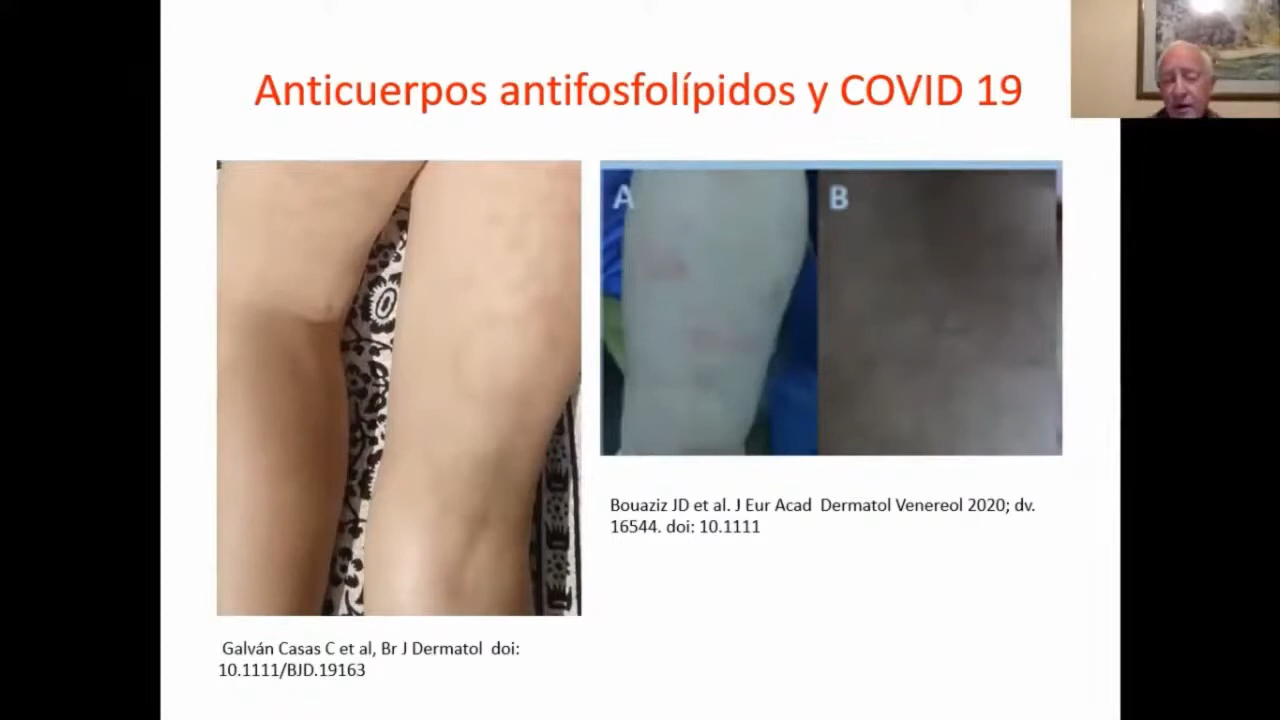 Anticuerpos antifosfolípidos y COVID 19
A
B
Bouaziz JD et al. J Eur Acad Dermatol Venereol 2020; dv.
16544. doi: 10.1111
Galván Casas C et al, Br J Dermatol doi:
10.1111/BJD.19163